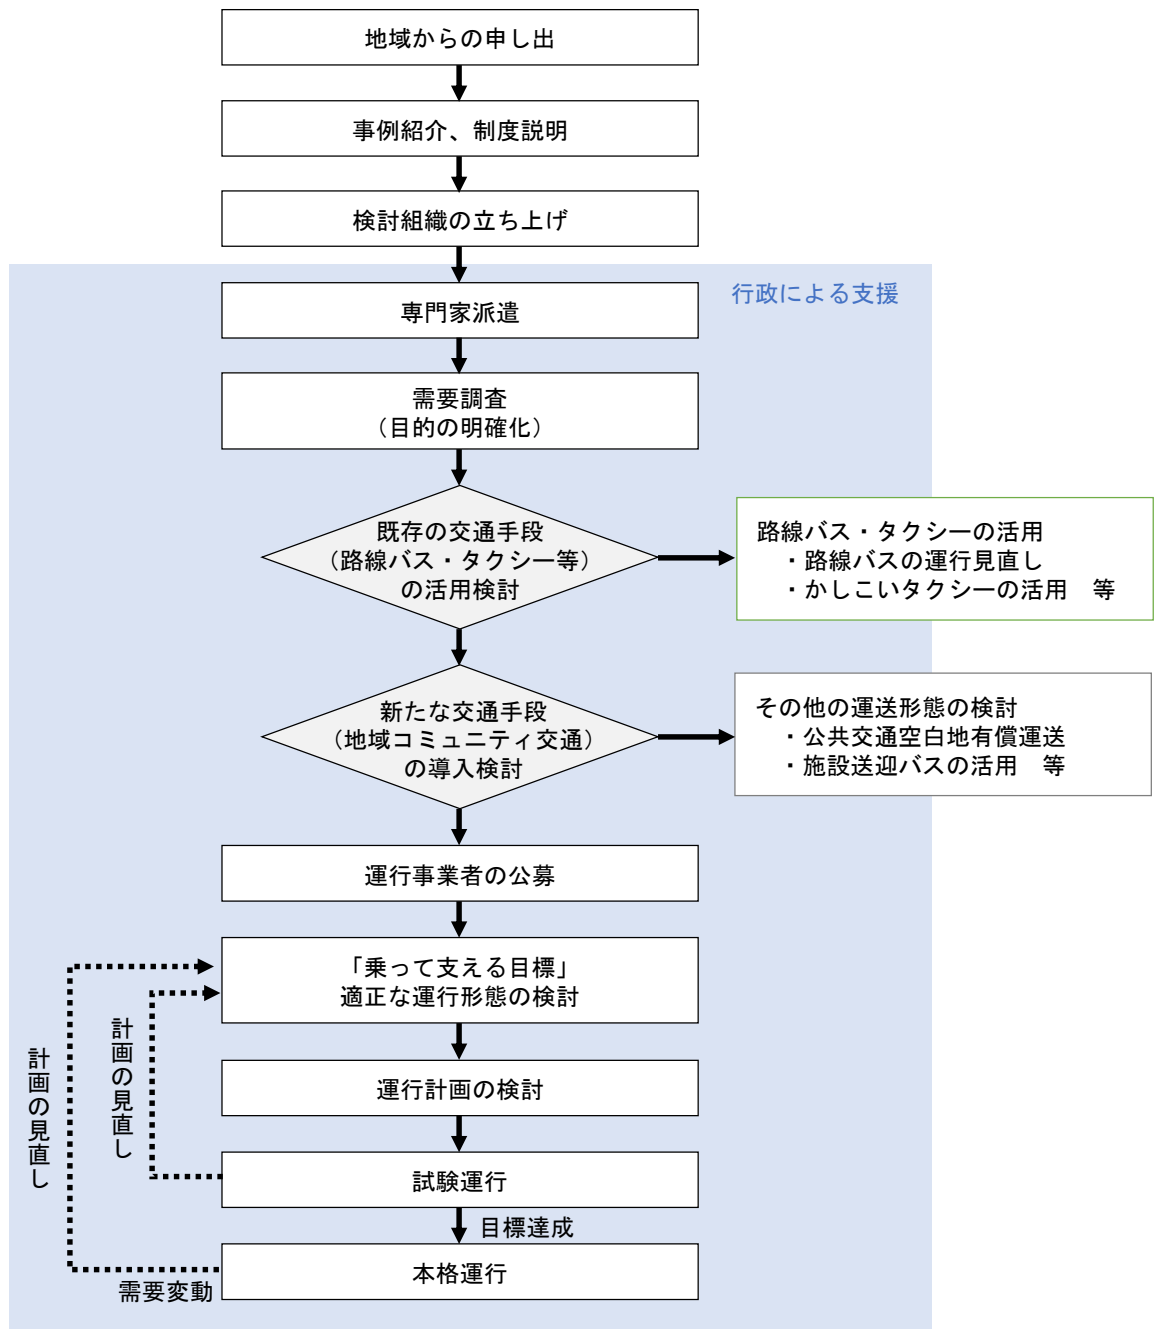 地域からの申し出
事例紹介、制度説明
検討組織の立ち上げ
行政による支援
専門家派遣
需要調査
（目的の明確化）
既存の交通手段
（路線バス・タクシー等）
の活用検討
路線バス・タクシーの活用
・路線バスの運行見直し
・かしこいタクシーの活用　等
新たな交通手段
（地域コミュニティ交通）
の導入検討
その他の運送形態の検討
・公共交通空白地有償運送
・施設送迎バスの活用　等
運行事業者の公募
「乗って支える目標」
適正な運行形態の検討
運行計画の検討
計画の見直し
計画の見直し
試験運行
目標達成
本格運行
需要変動